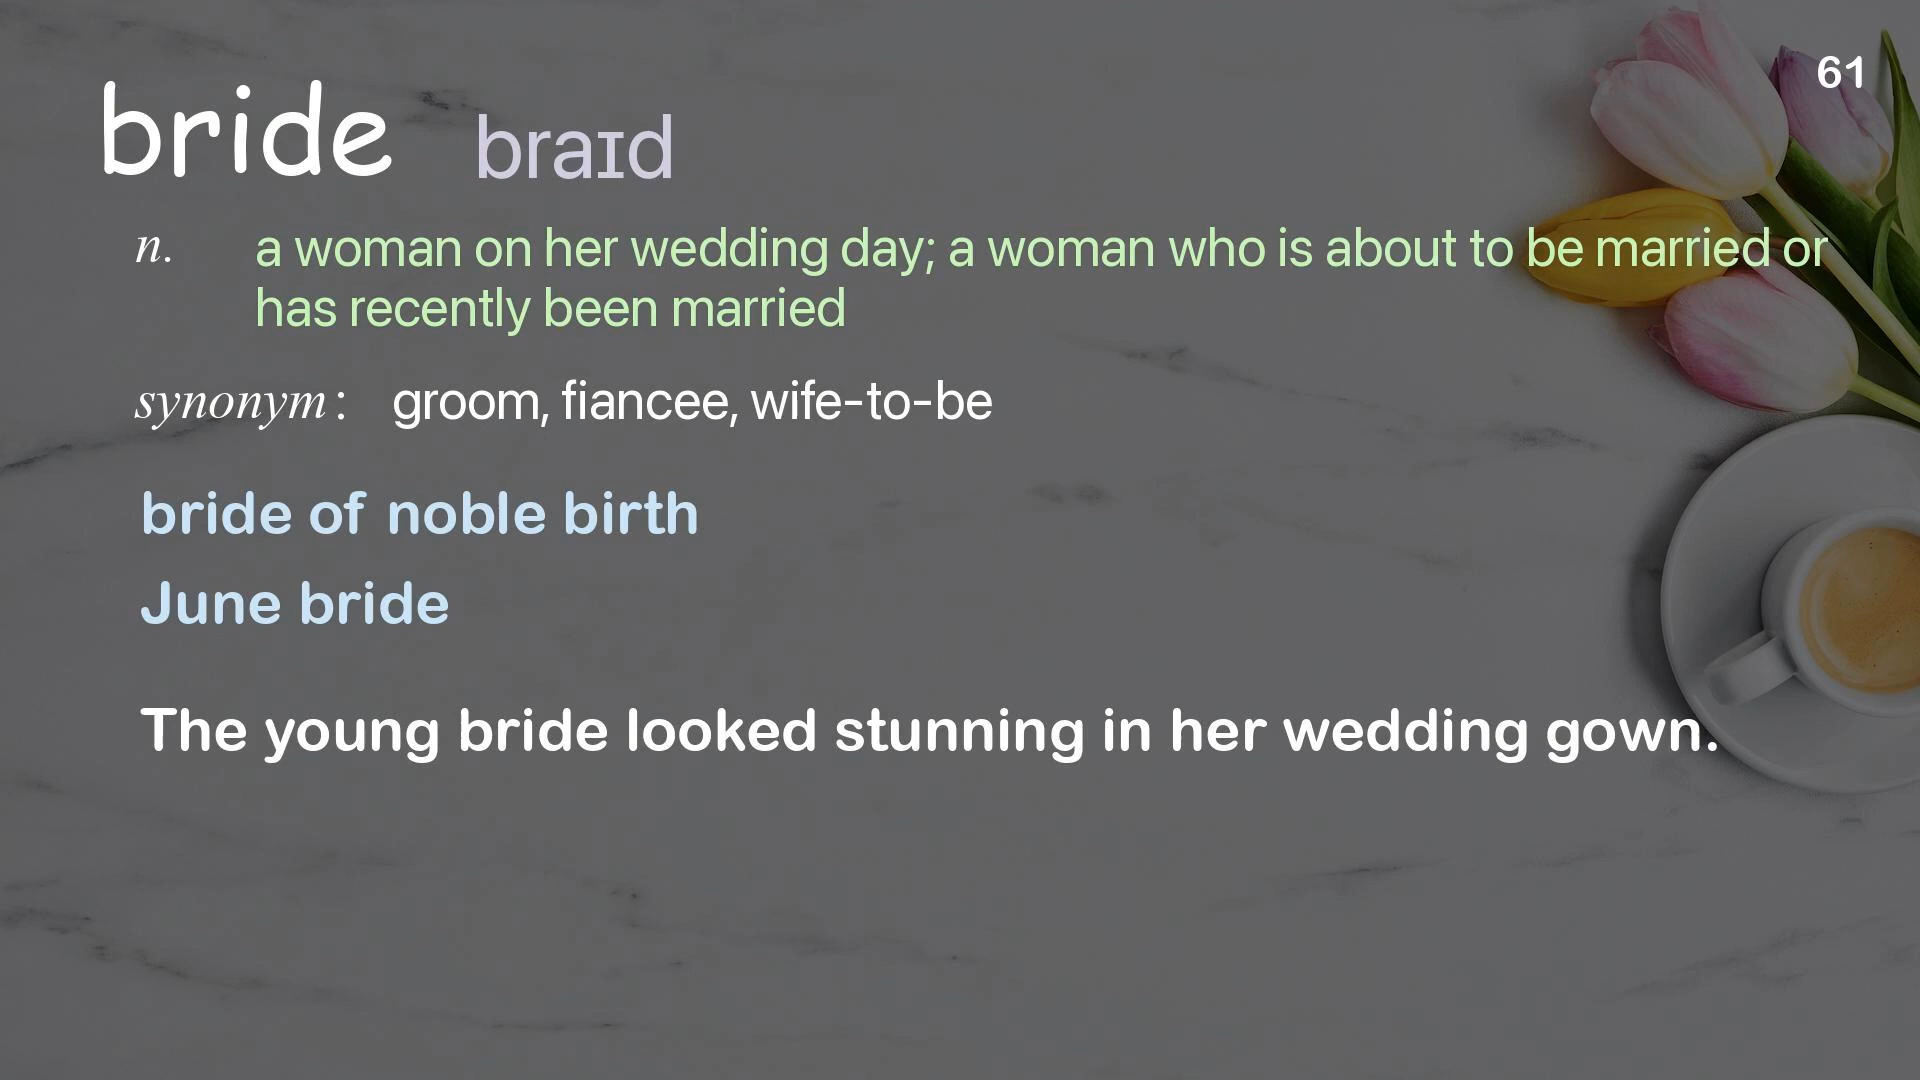 61
bride braɪd
n. a woman on her wedding day; a woman who is about to be married or
has recently been married
synonym: groom, fiancee, wife-to-be
bride of noble birth
June bride
The young bride looked stunning in her wedding gown.